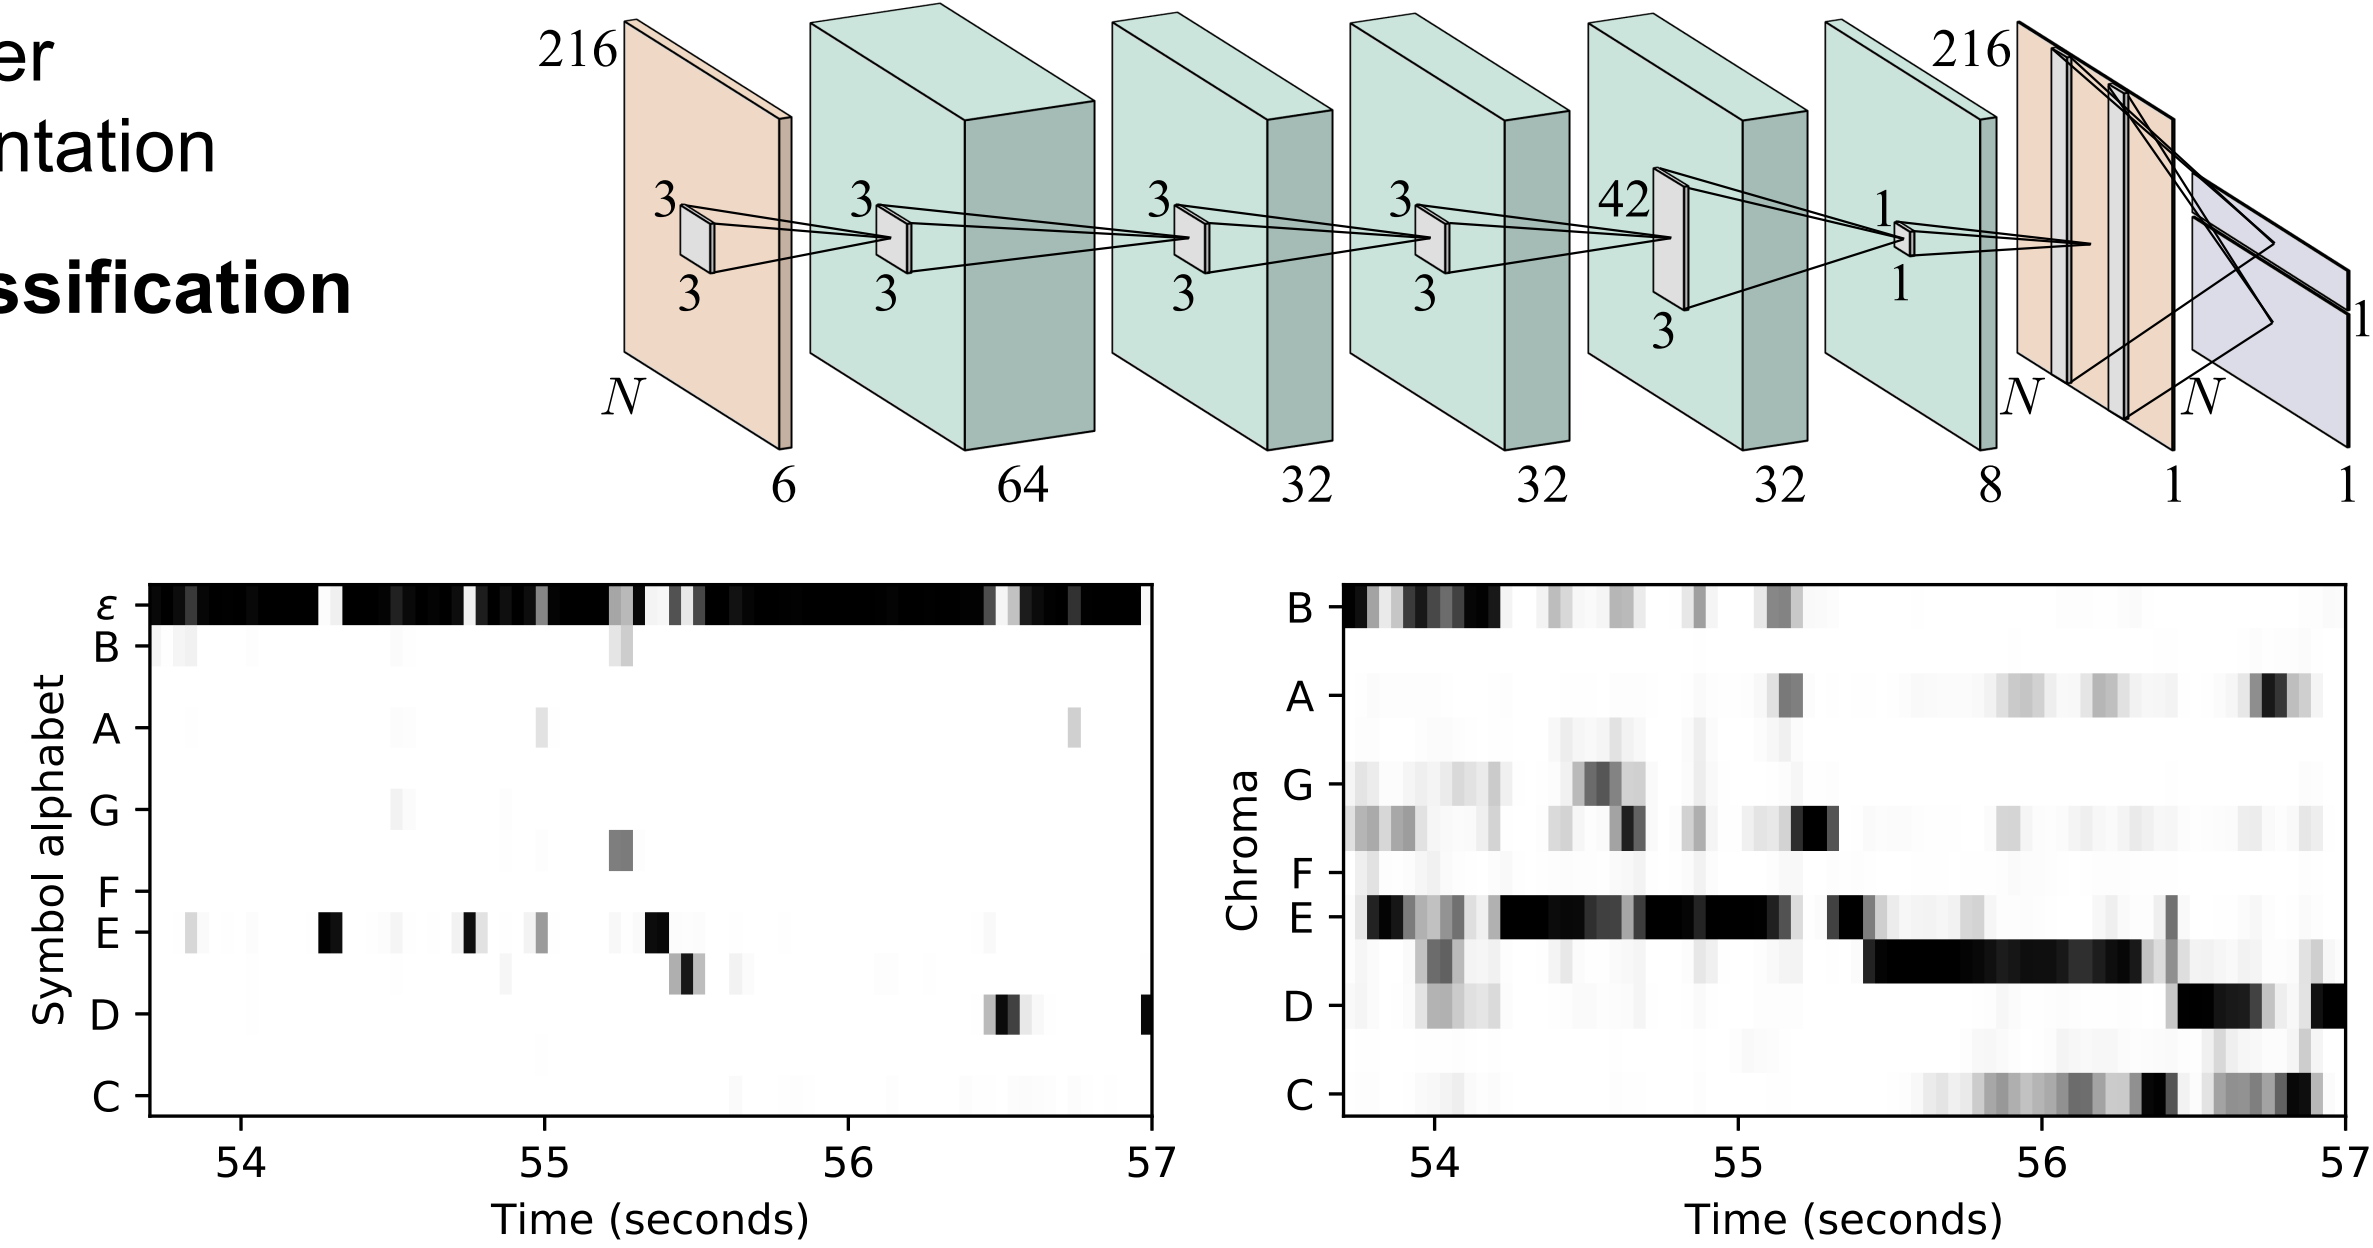 er
ntation
ssification
216
3
3
N
6
3
3
64
3
3
32
3
3
32
42
3
32
1
1
8
216
N
1
N
1
1
ε
B
A
G
F
E
D
C
Symbol alphabet
54 55 56 57
Time (seconds)
B
A
G
F
E
D
C
Chroma
54 55 56 57
Time (seconds)